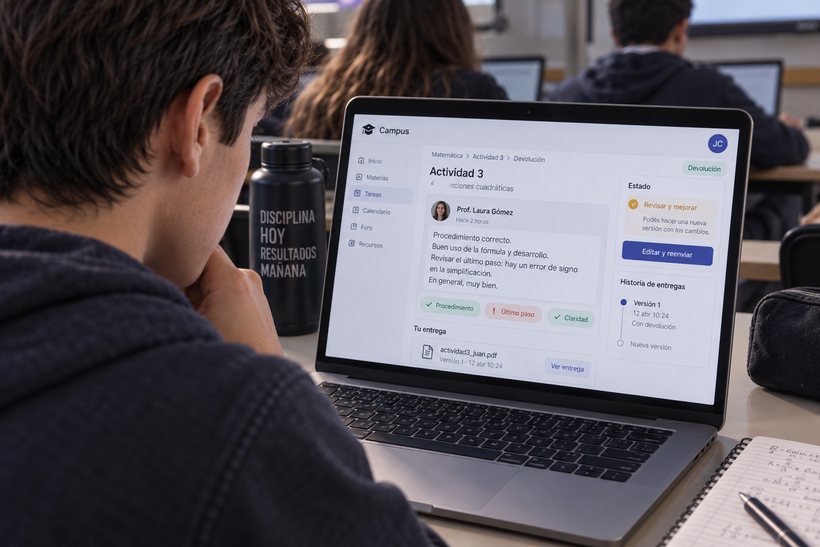 DISCIPLINA
HOY
RESULTADOS
MAÑANA
Campus
JC
Inicio
Materias
Tareas
Calendario
Foro
Recursos
Matemática > Actividad 3 > Devolución
Actividad 3
nciones cuadráticas
Devolución
Prof. Laura Gómez
Hace 2 horas
Procedimiento correcto.
Buen uso de la fórmula y desarrollo.
Revisar el último paso: hay un error de signo
en la simplificación.
En general, muy bien.
Procedimiento
Último paso
Claridad
Tu entrega
actividad3_juan.pdf
Versión 1 - 12 abr 10:24
Ver entrega
Estado
Revisar y mejorar
Podés hacer una nueva
versión con los cambios.
Editar y reenviar
Historia de entregas
Versión 1
12 abr 10:24
Con devolución
Nueva versión